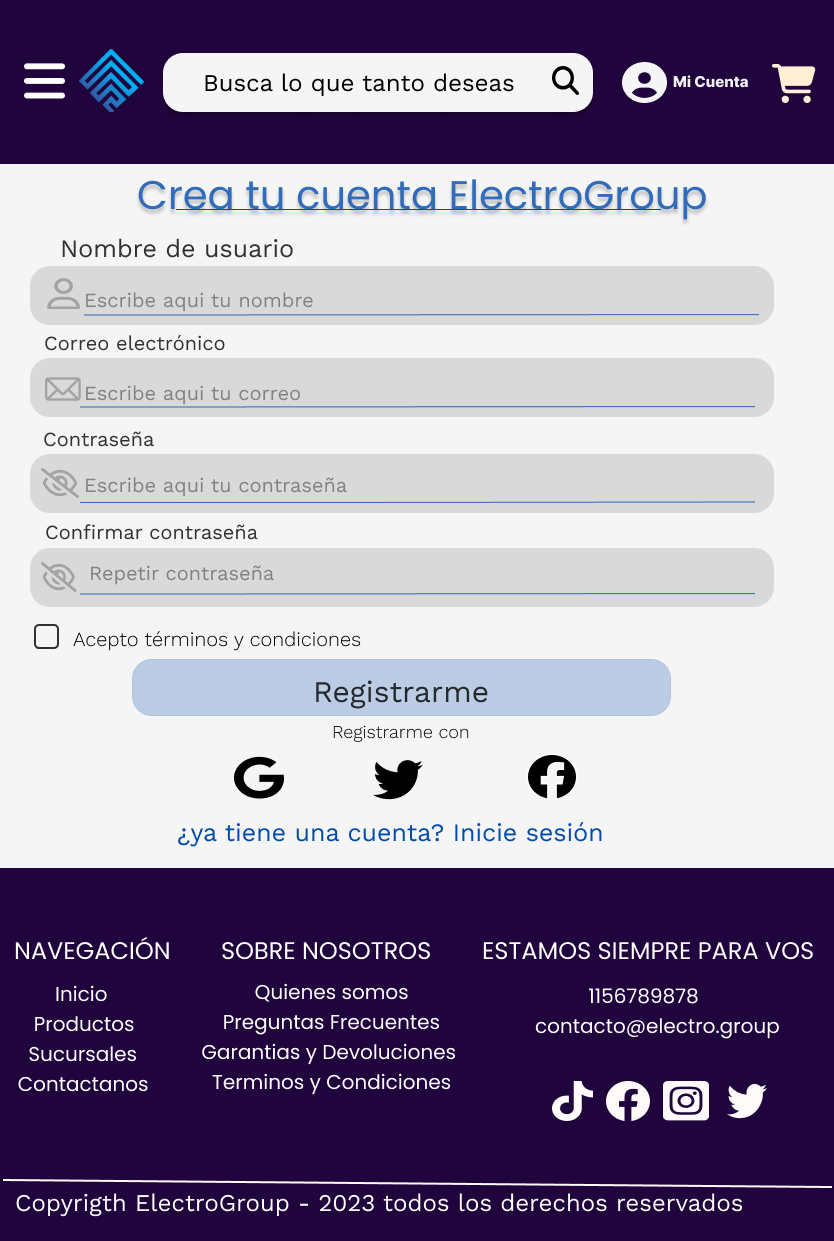 Busca lo que tanto deseas
Mi Cuenta
Crea tu cuenta ElectroGroup
Nombre de usuario
Escribe aqui tu nombre
Correo electrónico
Escribe aqui tu correo
Contraseña
Escribe aqui tu contraseña
Confirmar contraseña
Repetir contraseña
Acepto términos y condiciones
Registrarme
Registrarme con
¿ya tiene una cuenta? Inicie sesión
NAVEGACIÓN
Inicio
Productos
Sucursales
Contactanos
SOBRE NOSOTROS
Quienes somos
Preguntas Frecuentes
Garantias y Devoluciones
Terminos y Condiciones
ESTAMOS SIEMPRE PARA VOS
1156789878
contacto@electro.group
Copyrigth ElectroGroup - 2023 todos los derechos reservados